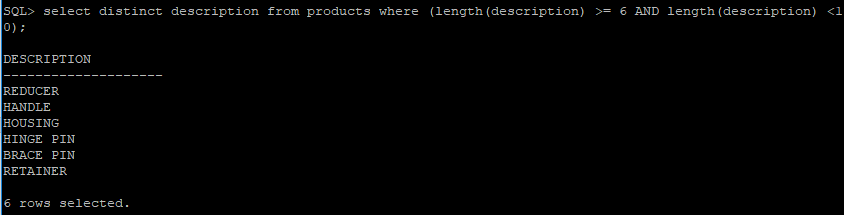 SQL> select distinct description from products where (length(description) >= 6 AND length(description) <1
0);
DESCRIPTION
--------------------
REDUCER
HANDLE
HOUSING
HINGE PIN
BRACE PIN
RETAINER
6 rows selected.